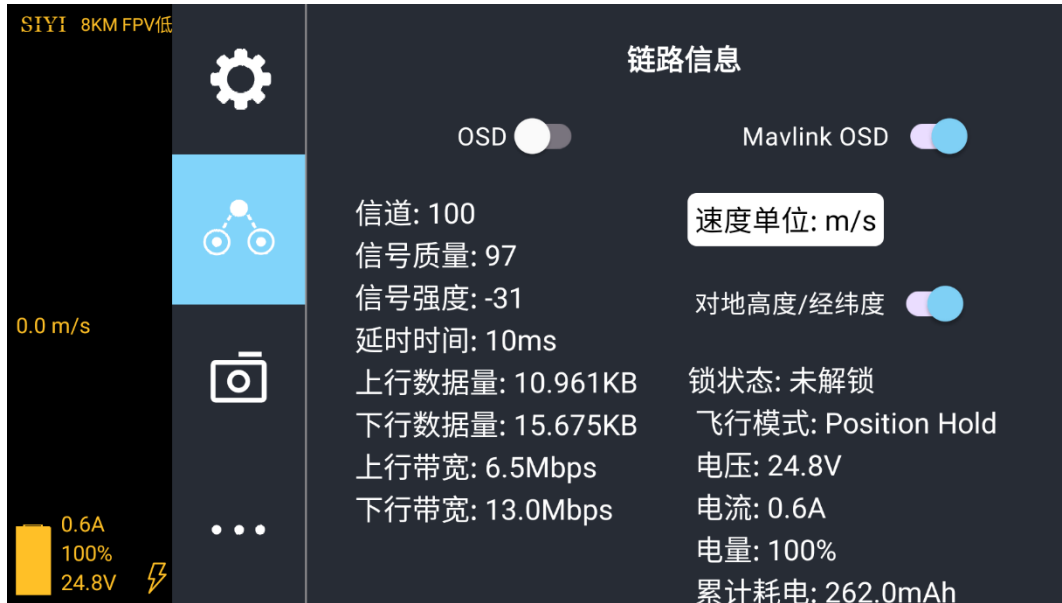 SIYI 8KM FPV低
链路信息
OSD
Mavlink OSD
信道: 100
信号质量: 97
信号强度: -31
延时时间: 10ms
上行数据量: 10.961KB
下行数据量: 15.675KB
上行带宽: 6.5Mbps
下行带宽: 13.0Mbps
速度单位: m/s
对地高度/经纬度
锁状态: 未解锁
飞行模式: Position Hold
电压: 24.8V
电流: 0.6A
电量: 100%
累计耗电: 262.0mAh
0.0 m/s
0.6A
100%
24.8V